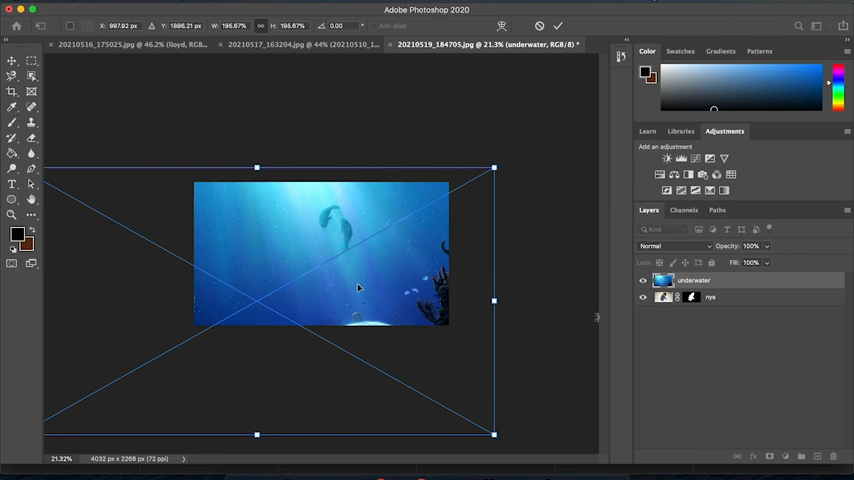 Adobe Photoshop 2020
X: 997.92 px Y: 1886.21 px W: 195.67% H: 195.67% 0.00 Anti-alias
20210516_175025.jpg @ 46.2% (lloyd, RGB... 20210517_163204.jpg @ 44% (20210510_1... 20210519_184705.jpg @ 21.3% (underwater, RGB/8) *
Color Swatches Gradients Patterns
Learn Libraries Adjustments
Add an adjustment
Layers Channels Paths
Kind
Normal Opacity: 100%
Lock: Fill: 100%
underwater
nya
21.32% 4032 px x 2268 px (72 ppi)